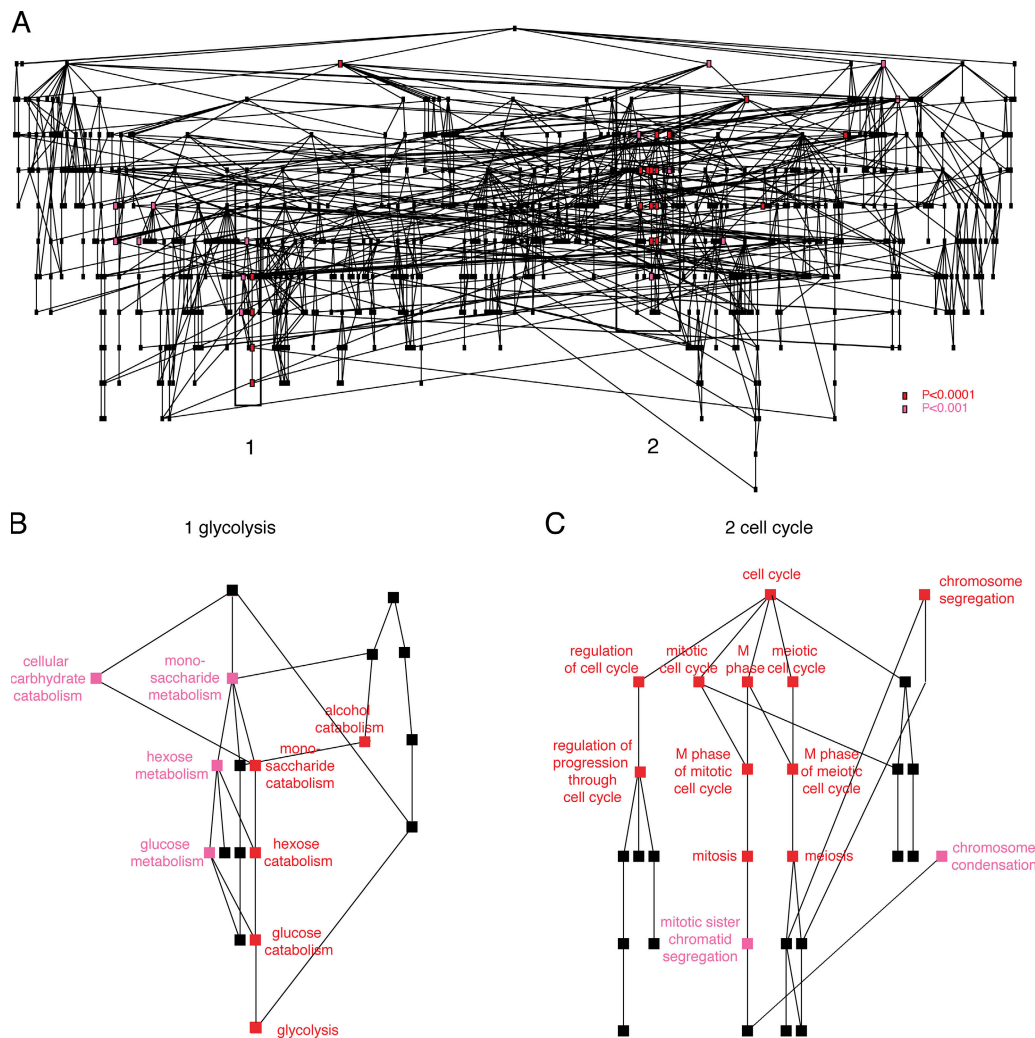 A
P<0.0001
P<0.001
1
2
B
1 glycolysis
cellular
carbhydrate
catabolism
mono-
saccharide
metabolism
alcohol
catabolism
hexose
metabolism
mono-
saccharide
catabolism
glucose
metabolism
hexose
catabolism
glucose
catabolism
glycolysis
C
2 cell cycle
cell cycle
chromosome
segregation
regulation
of cell cycle
mitotic
cell cycle
M
phase
meiotic
cell cycle
regulation of
progression
through
cell cycle
M phase
of mitotic
cell cycle
M phase
of meiotic
cell cycle
mitosis
meiosis
chromosome
condensation
mitotic sister
chromatid
segregation